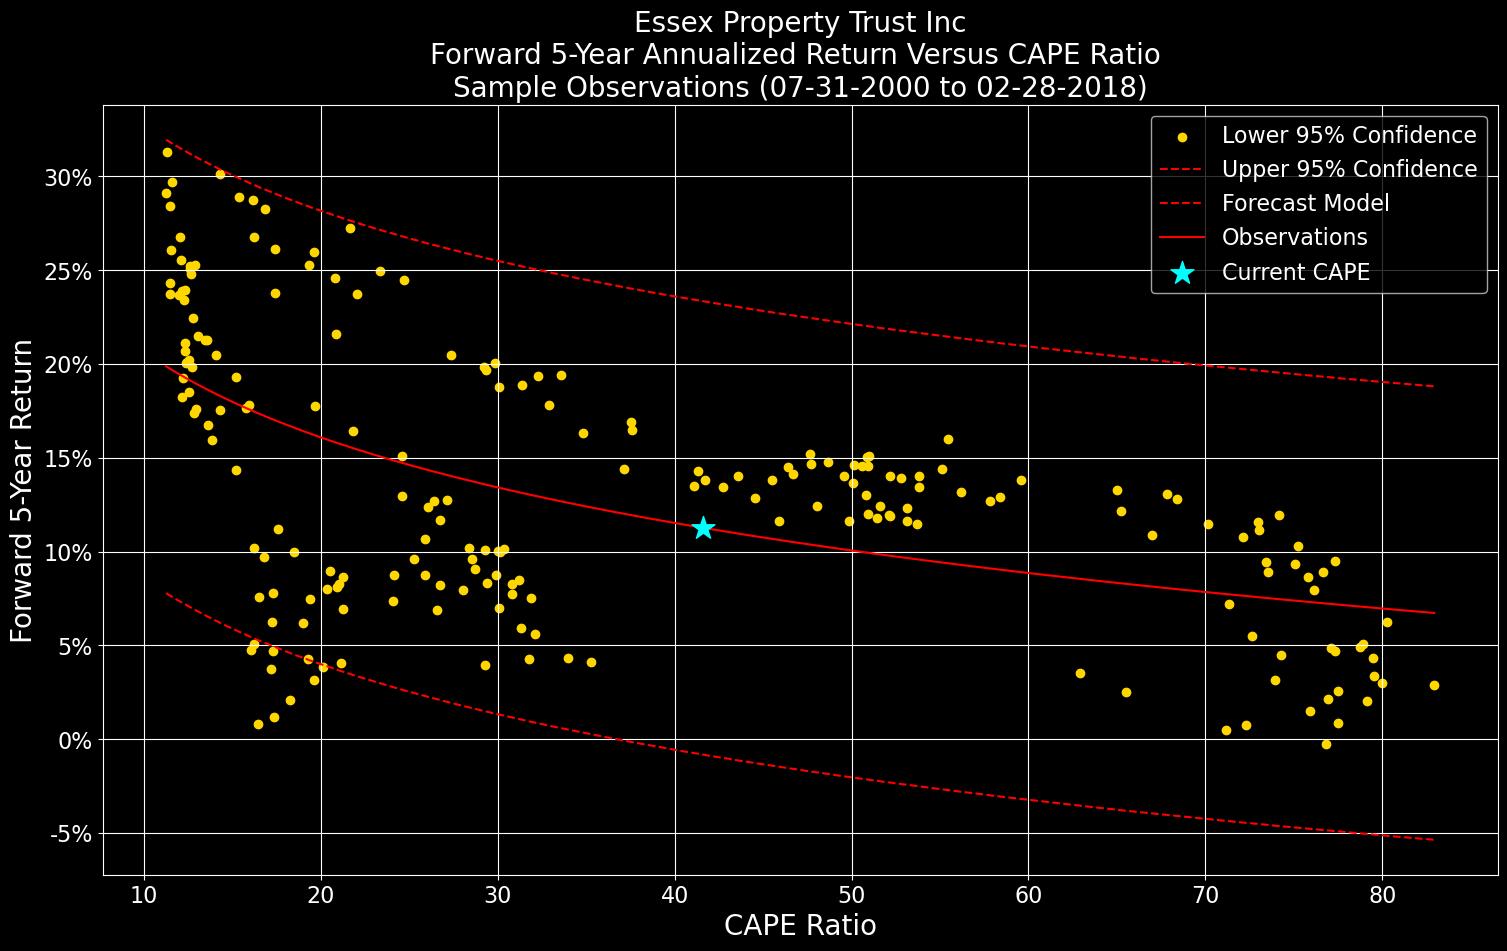 Essex Property Trust Inc
Forward 5-Year Annualized Return Versus CAPE Ratio
Sample Observations (07-31-2000 to 02-28-2018)
Lower 95% Confidence
Upper 95% Confidence
Forecast Model
Observations
Current CAPE
Forward 5-Year Return
30%
25%
20%
15%
10%
5%
0%
-5%
10 20 30 40 50 60 70 80
CAPE Ratio